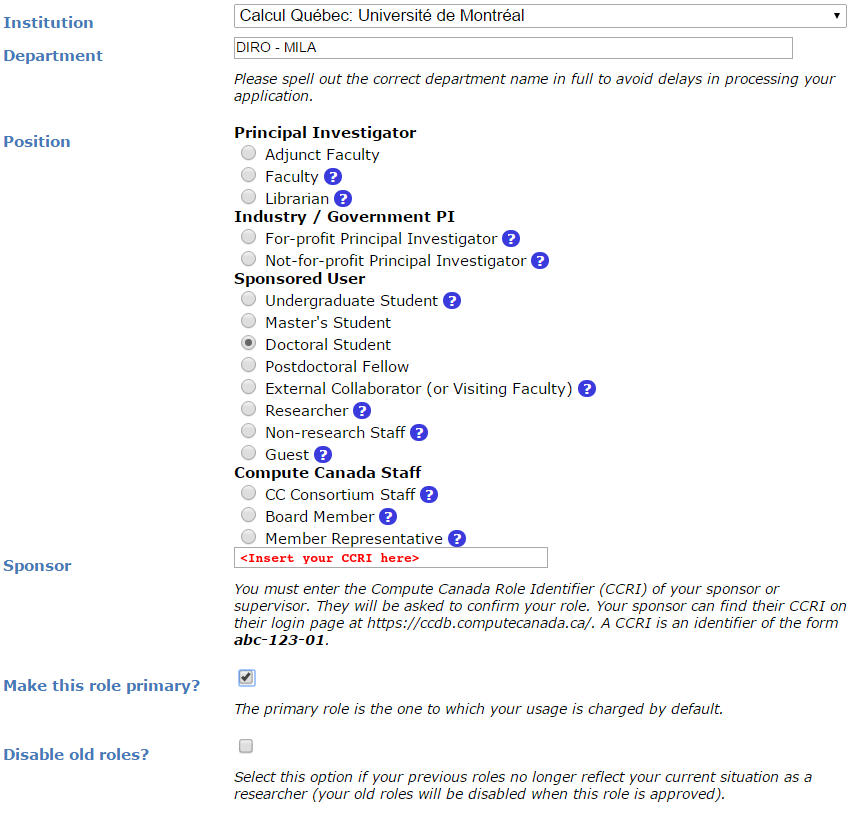 Institution
Calcul Québec: Université de Montréal
Department
DIRO - MILA
Please spell out the correct department name in full to avoid delays in processing your
application.
Position
Principal Investigator
Adjunct Faculty
Faculty ?
Librarian ?
Industry / Government PI
For-profit Principal Investigator ?
Not-for-profit Principal Investigator ?
Sponsored User
Undergraduate Student ?
Master's Student
Doctoral Student
Postdoctoral Fellow
External Collaborator (or Visiting Faculty) ?
Researcher ?
Non-research Staff ?
Guest ?
Compute Canada Staff
CC Consortium Staff ?
Board Member ?
Member Representative ?
Sponsor
<Insert your CCRI here>
You must enter the Compute Canada Role Identifier (CCRI) of your sponsor or
supervisor. They will be asked to confirm your role. Your sponsor can find their CCRI on
their login page at https://ccdb.computecanada.ca/. A CCRI is an identifier of the form
abc-123-01.
Make this role primary?
The primary role is the one to which your usage is charged by default.
Disable old roles?
Select this option if your previous roles no longer reflect your current situation as a
researcher (your old roles will be disabled when this role is approved).